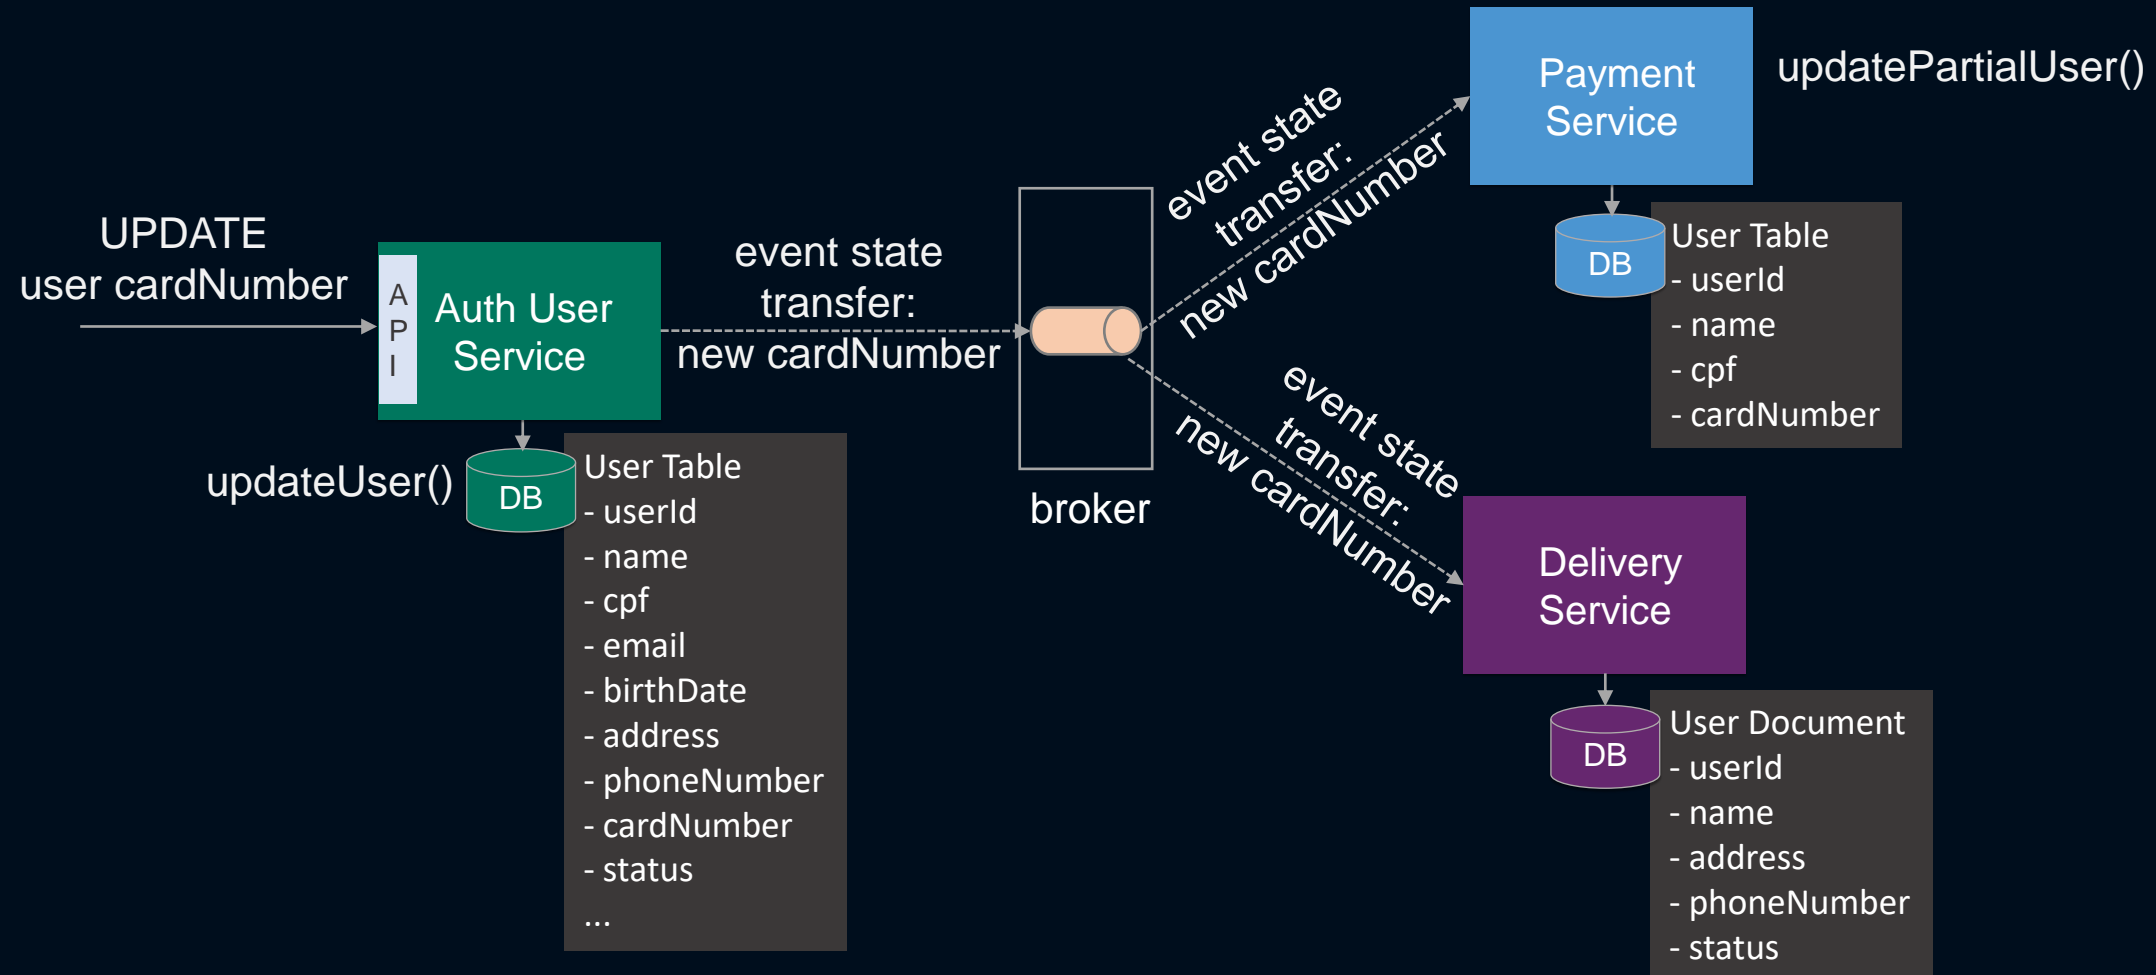 UPDATE
user cardNumber
A
P
I
Auth User
Service
updateUser()
DB
User Table
- userId
- name
- cpf
- email
- birthDate
- address
- phoneNumber
- cardNumber
- status
...
event state
transfer:
new cardNumber
broker
event state
transfer:
new cardNumber
Payment
Service
updatePartialUser()
DB
User Table
- userId
- name
- cpf
- cardNumber
event state
transfer:
new cardNumber
Delivery
Service
DB
User Document
- userId
- name
- address
- phoneNumber
- status